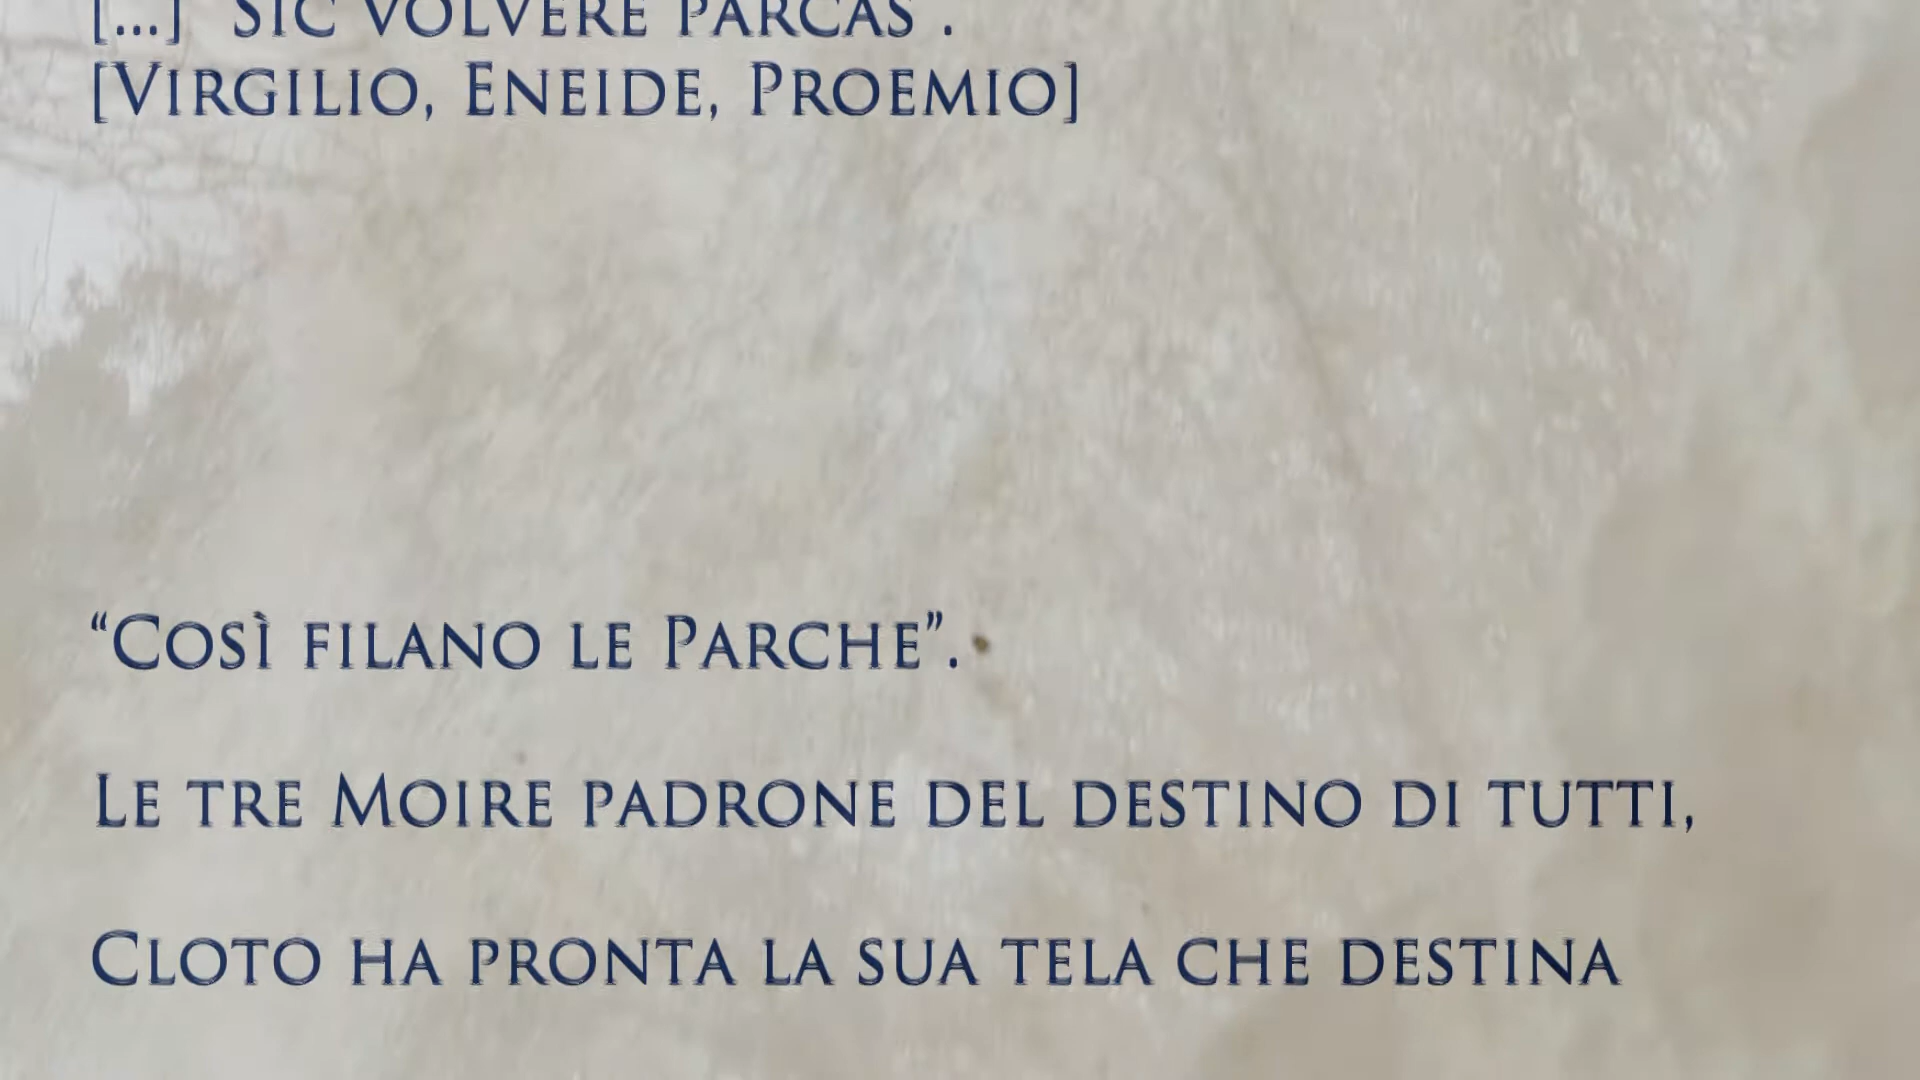 [...] "SIC VOLVERE PARCAS".
[VIRGILIO, ENEIDE, PROEMIO]
“COSÌ FILANO LE PARCHE”.
LE TRE MOIRE PADRONE DEL DESTINO DI TUTTI,
CLOTO HA PRONTA LA SUA TELA CHE DESTINA